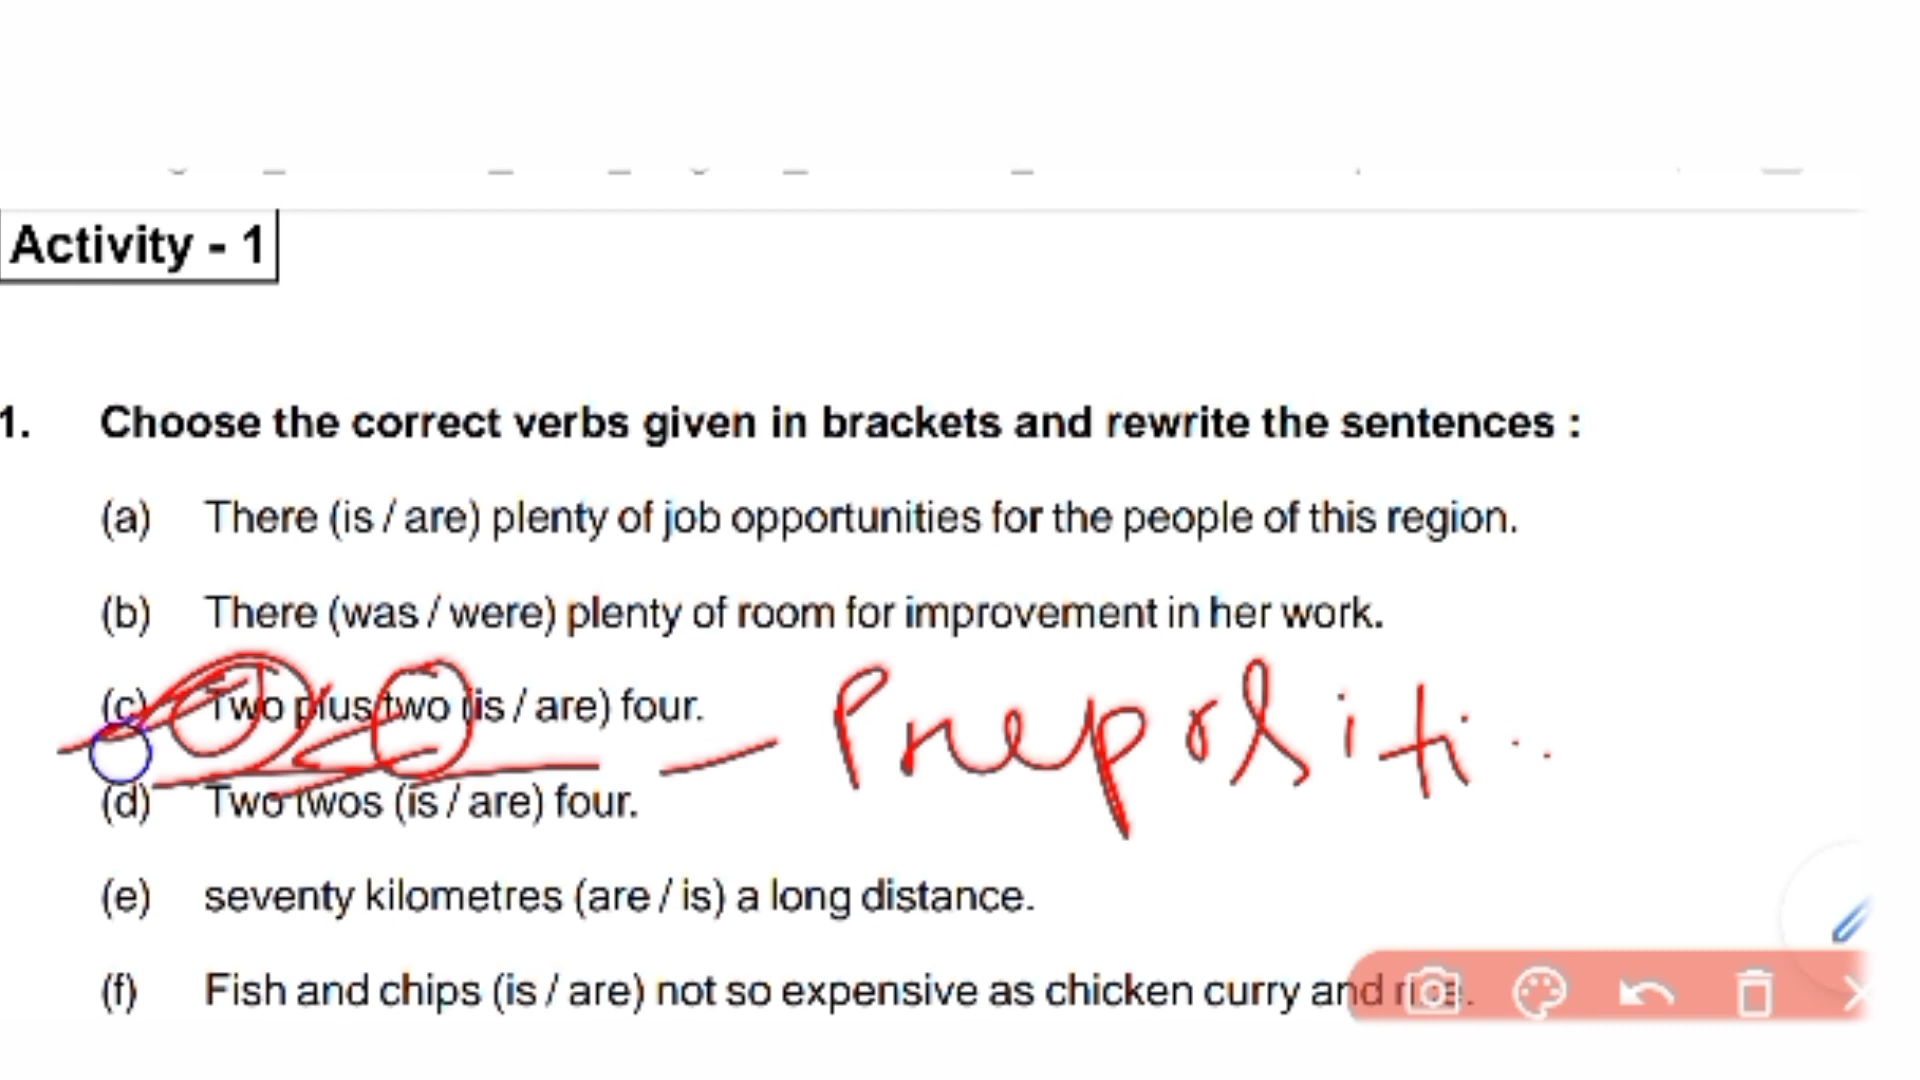 Activity - 1
1. Choose the correct verbs given in brackets and rewrite the sentences :
(a) There (is / are) plenty of job opportunities for the people of this region.
(b) There (was / were) plenty of room for improvement in her work.
(c) Two plus two (is / are) four.
Prepositi...
(d) Two twos (is / are) four.
(e) seventy kilometres (are / is) a long distance.
(f) Fish and chips (is / are) not so expensive as chicken curry and rice.